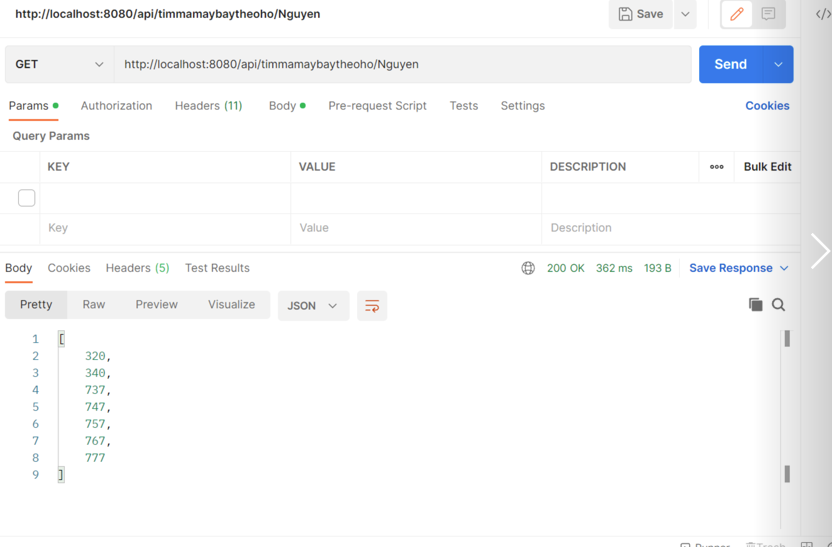 http://localhost:8080/api/timmamaybaytheoho/Nguyen Save
GET http://localhost:8080/api/timmamaybaytheoho/Nguyen Send
Params Authorization Headers (11) Body Pre-request Script Tests Settings Cookies
Query Params
KEY VALUE DESCRIPTION Bulk Edit
Key Value Description
Body Cookies Headers (5) Test Results 200 OK 362 ms 193 B Save Response
Pretty Raw Preview Visualize JSON
1 [
2 320,
3 340,
4 737,
5 747,
6 757,
7 767,
8 777
9 ]